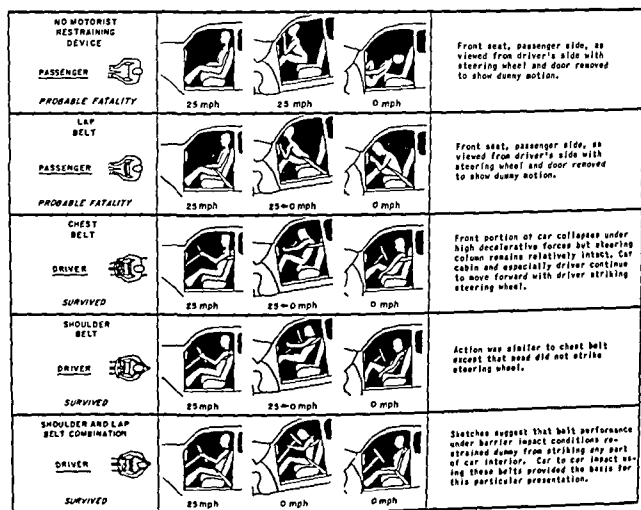 NO MOTORIST
RESTRAINING
DEVICE
PASSENGER
PROBABLE FATALITY
25 mph
25 mph
0 mph
Front seat, passenger side, as
viewed from driver's side with
steering wheel and door removed
to show dunny motion.
LAP
BELT
PASSENGER
PROBABLE FATALITY
25 mph
25←0 mph
0 mph
Front seat, passenger side, as
viewed from driver's side with
steering wheel and door removed
to show dummy motion.
CHEST
BELT
DRIVER
SURVIVED
25 mph
25←0 mph
0 mph
Front portion of car collapses under
high decelerative forces but steering
column remains relatively intact. Car
cabin and especially driver continue
to move forward with driver striking
steering wheel.
SHOULDER
BELT
DRIVER
SURVIVED
25 mph
25←0 mph
0 mph
Action was similar to chest belt
except that head did not strike
steering wheel.
SHOULDER AND LAP
BELT COMBINATION
DRIVER
SURVIVED
25 mph
0 mph
0 mph
Sketches suggest that belt performance
under barrier impact conditions re-
strained dummy from striking any part
of car interior. Car to car impact us-
ing these belts provided the basis for
this particular presentation.